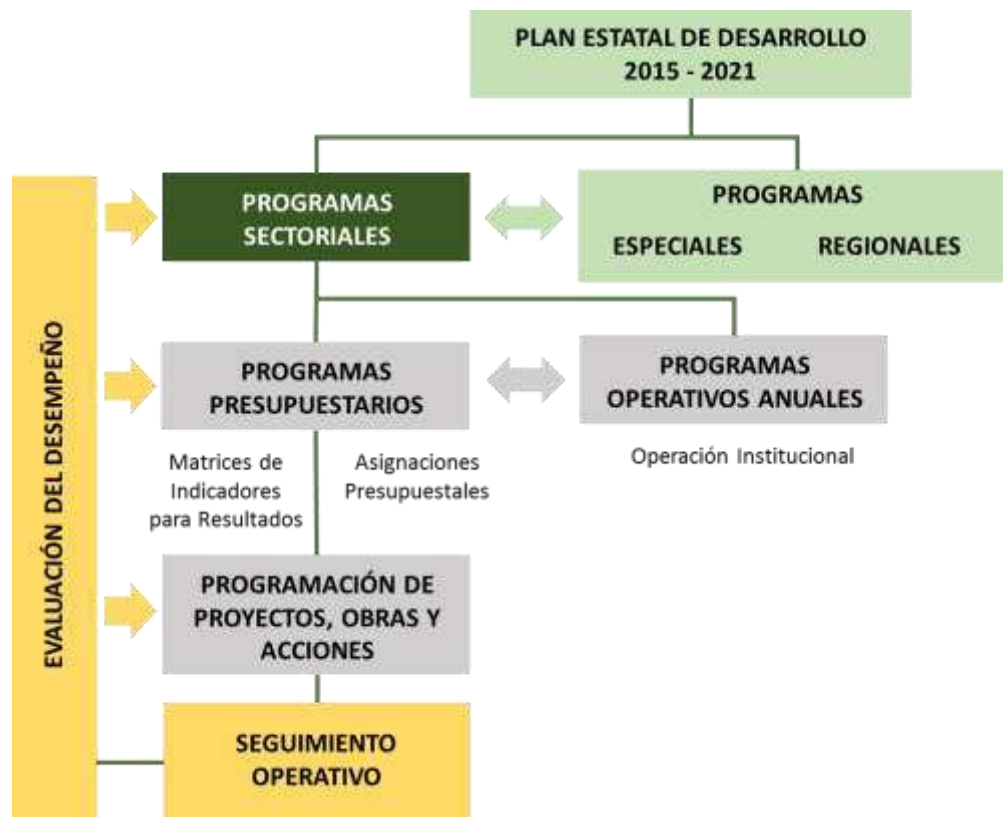 PLAN ESTATAL DE DESARROLLO
2015 - 2021
PROGRAMAS
SECTORIALES
PROGRAMAS
ESPECIALES REGIONALES
EVALUACIÓN DEL DESEMPEÑO
PROGRAMAS
PRESUPUESTARIOS
PROGRAMAS
OPERATIVOS ANUALES
Matrices de
Indicadores
para Resultados
Asignaciones
Presupuestales
Operación Institucional
PROGRAMACIÓN DE
PROYECTOS, OBRAS Y
ACCIONES
SEGUIMIENTO
OPERATIVO